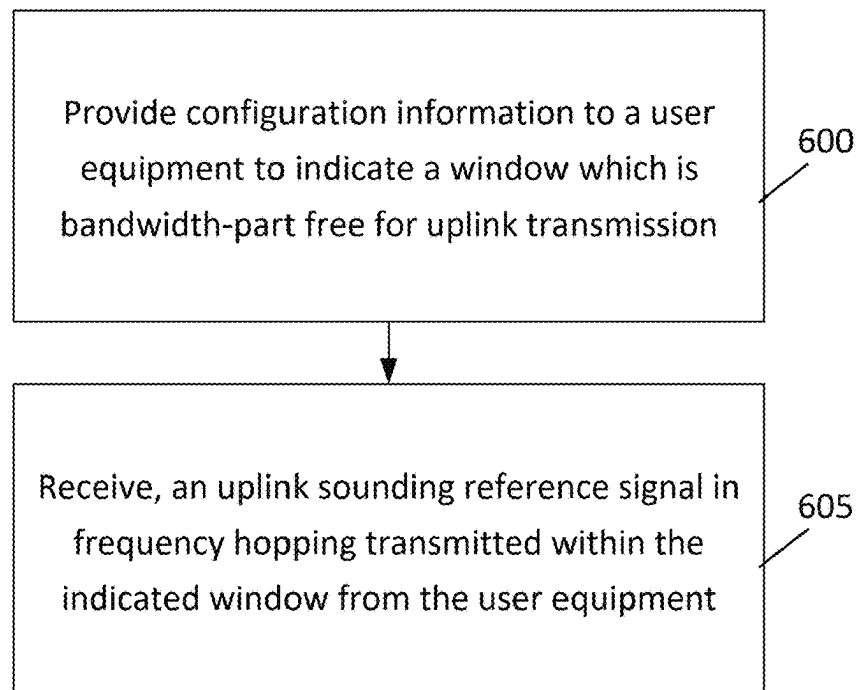 Provide configuration information to a user
equipment to indicate a window which is
bandwidth-part free for uplink transmission
600
Receive, an uplink sounding reference signal in
frequency hopping transmitted within the
indicated window from the user equipment
605